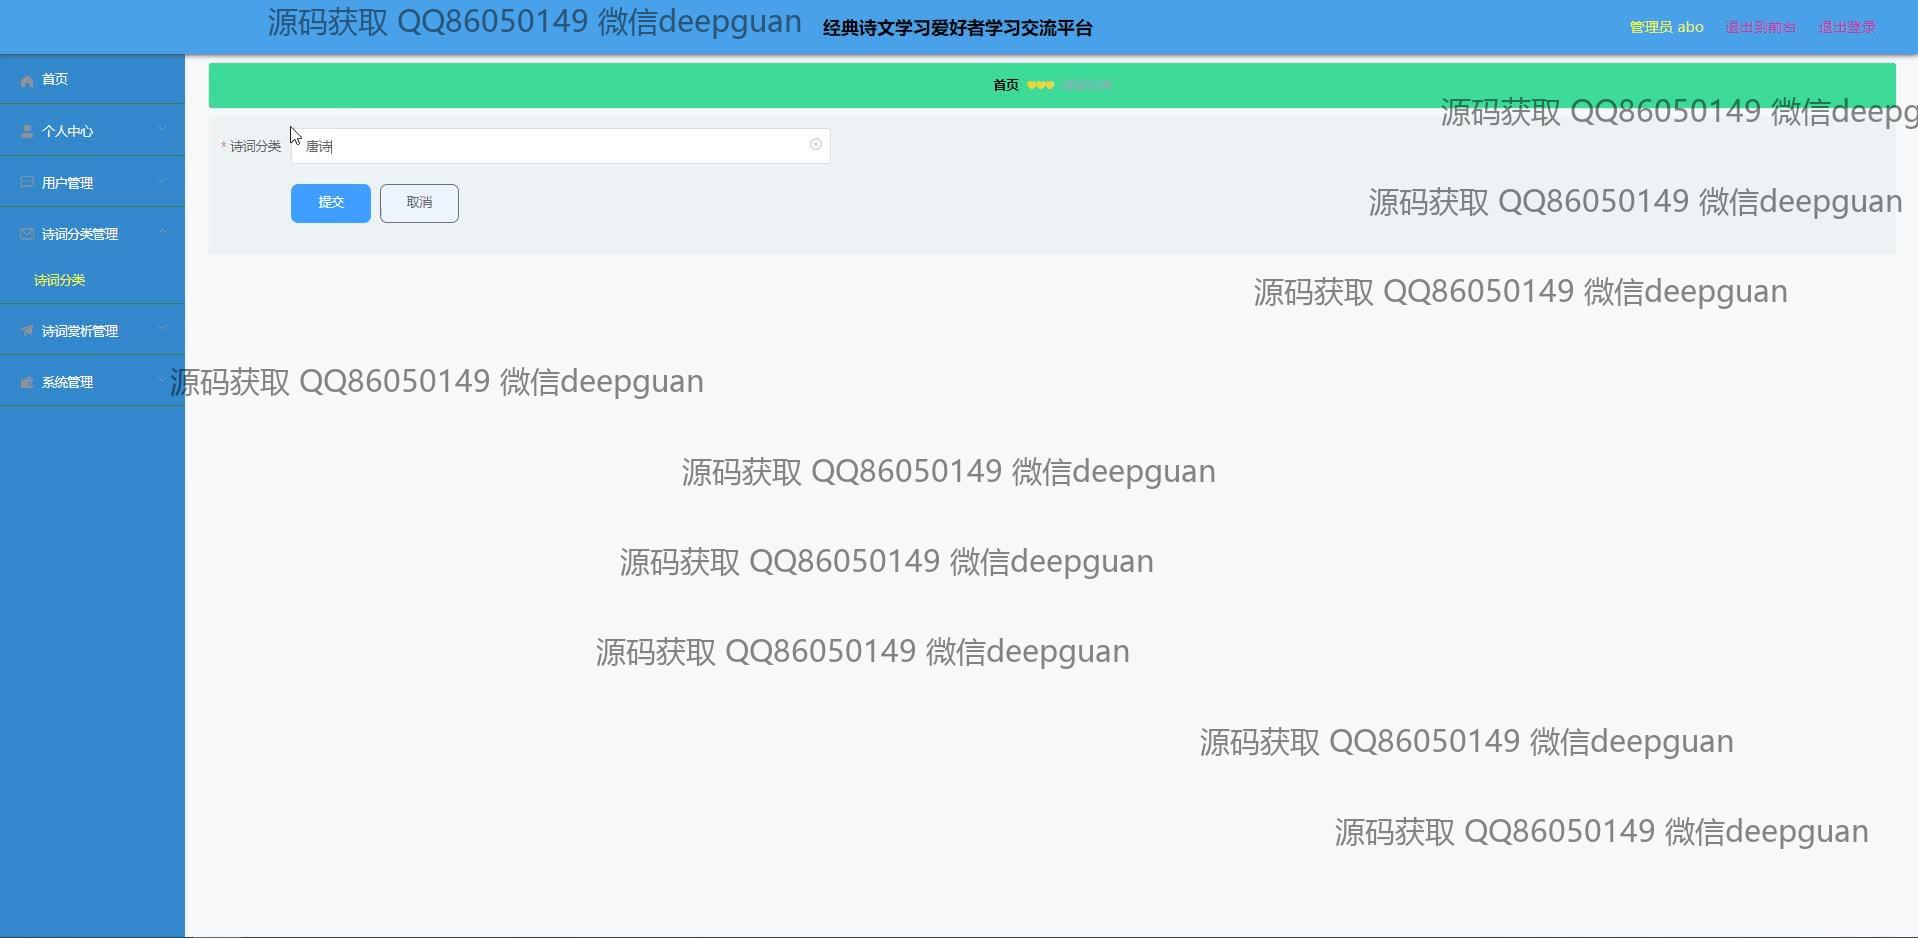 源码获取 QQ86050149 微信deepguan
经典诗文学习爱好者学习交流平台
管理员 abo
退出到前台
退出登录
首页
首页
源码获取 QQ86050149 微信deepg
个人中心
* 诗词分类
唐诗
用户管理
提交
取消
源码获取 QQ86050149 微信deepguan
诗词分类管理
诗词分类
源码获取 QQ86050149 微信deepguan
诗词赏析管理
系统管理
源码获取 QQ86050149 微信deepguan
源码获取 QQ86050149 微信deepguan
源码获取 QQ86050149 微信deepguan
源码获取 QQ86050149 微信deepguan
源码获取 QQ86050149 微信deepguan
源码获取 QQ86050149 微信deepguan